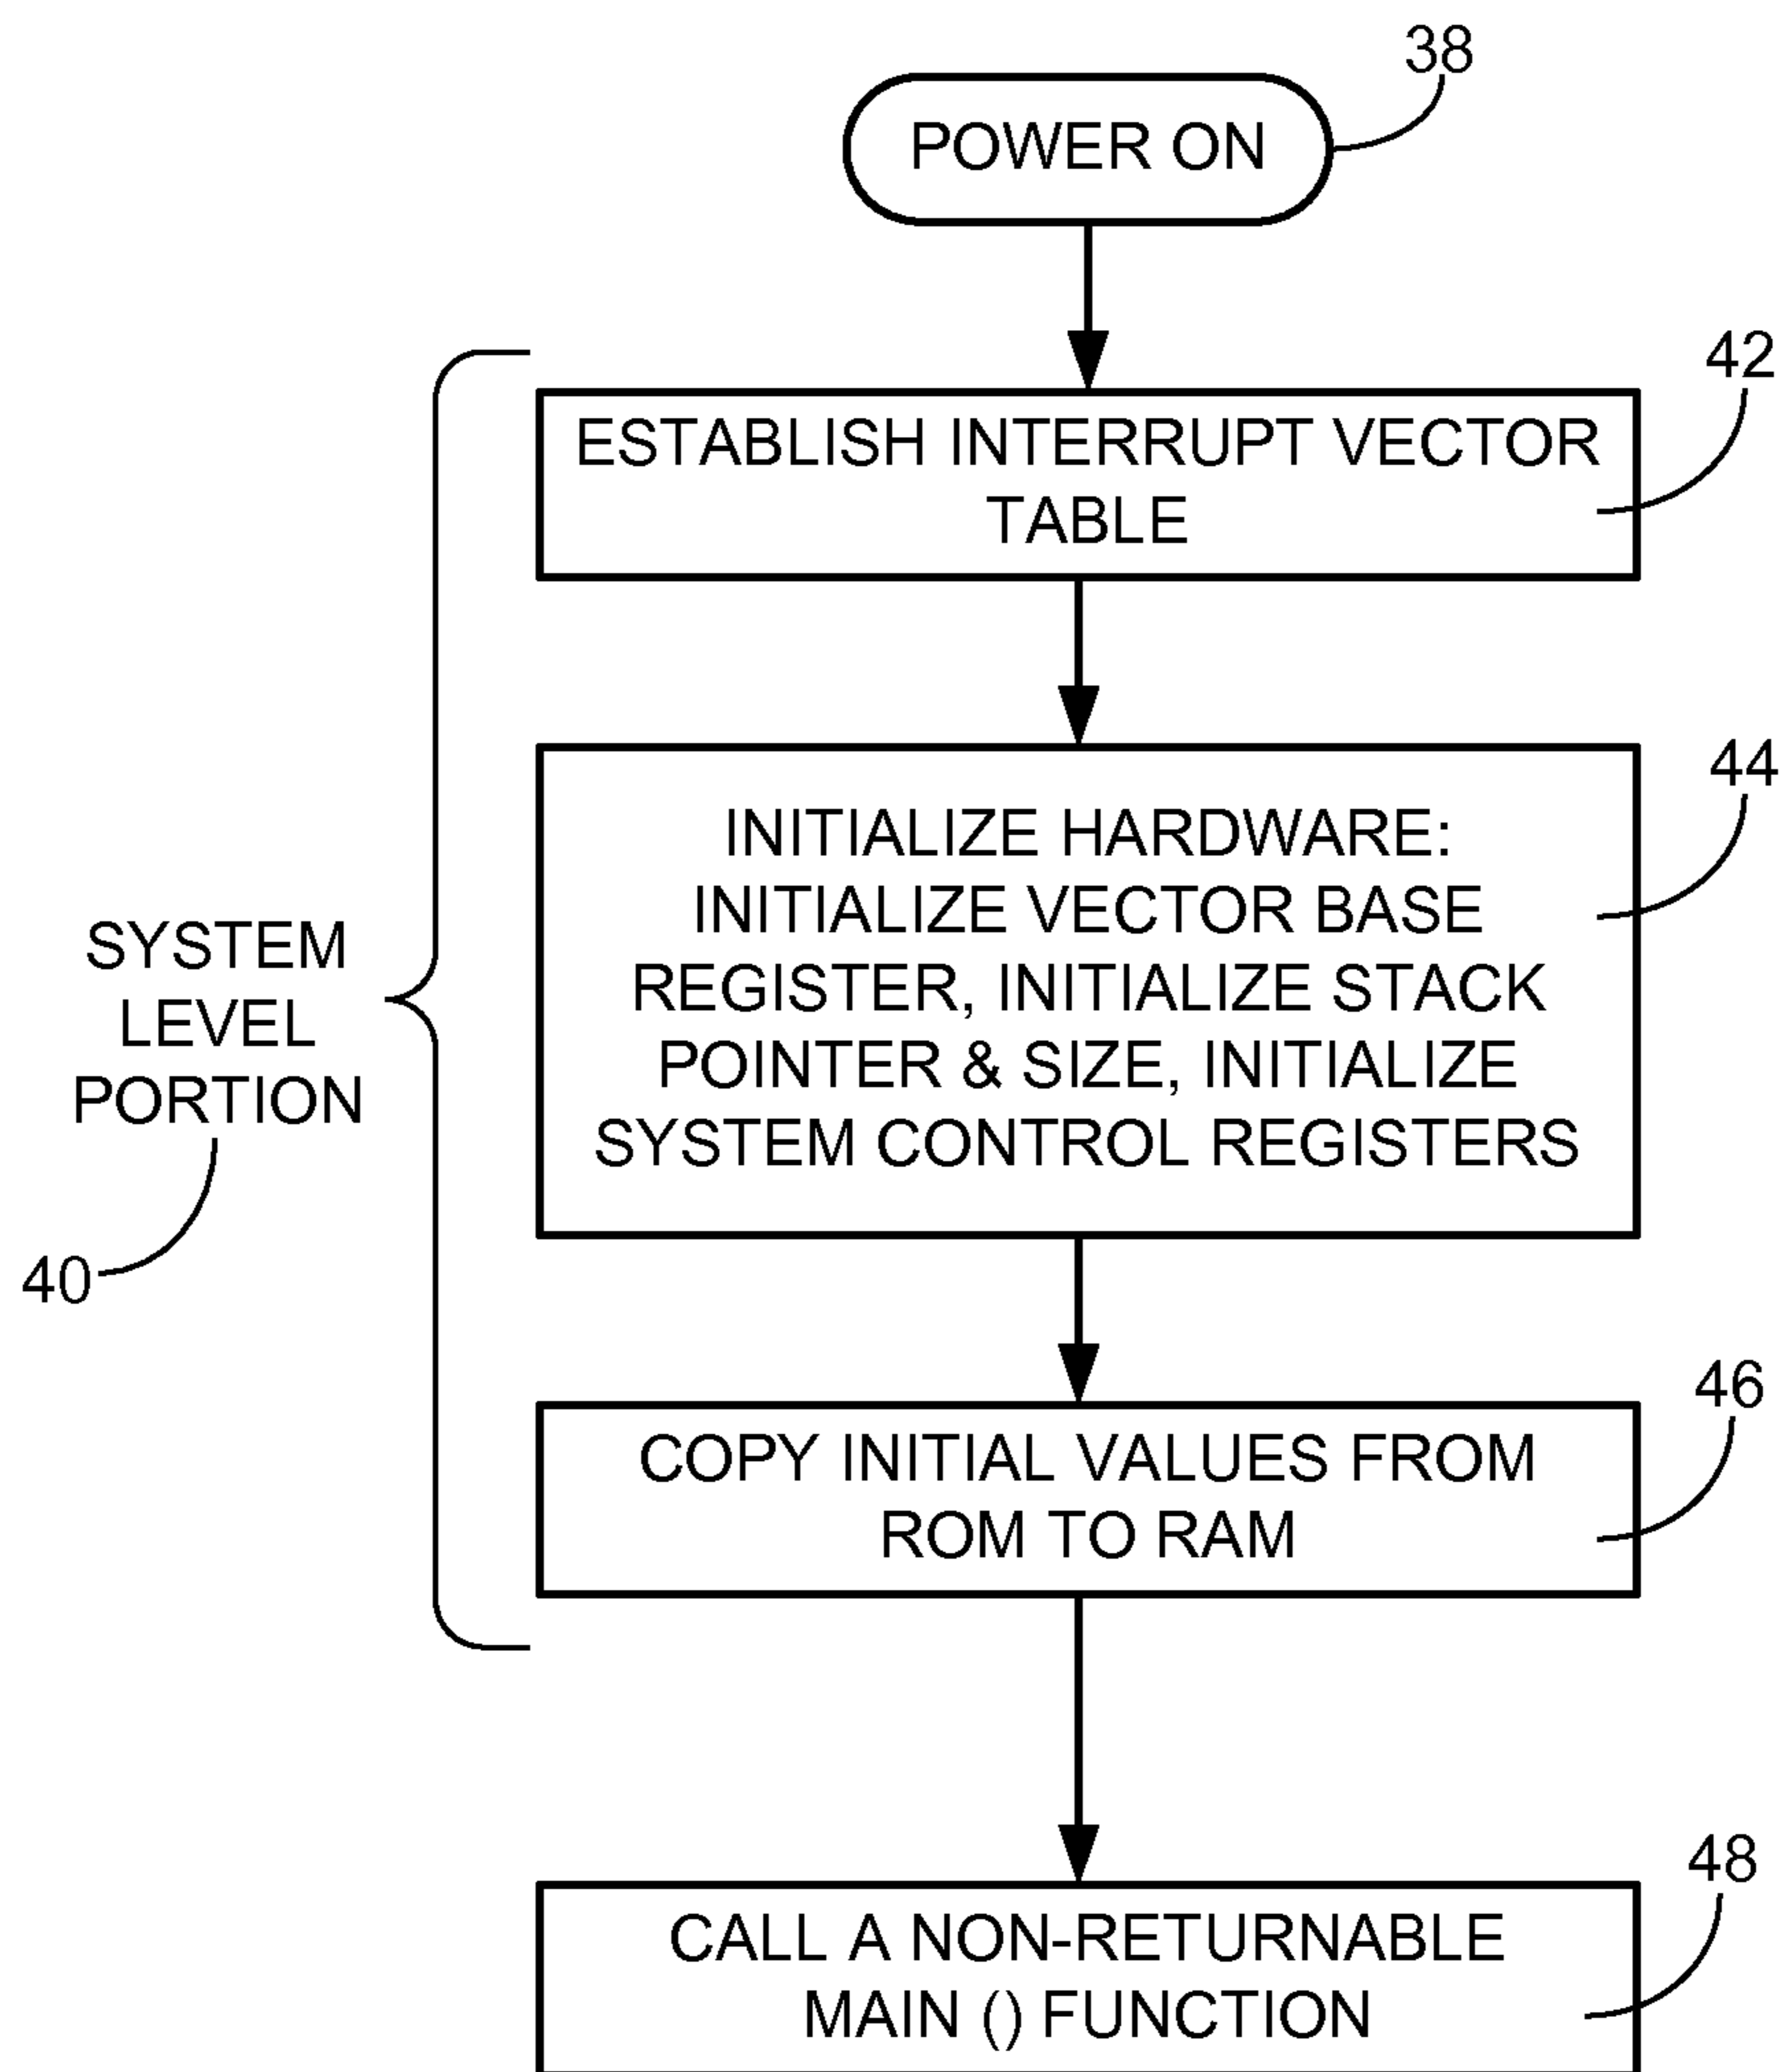 38
POWER ON
42
ESTABLISH INTERRUPT VECTOR
TABLE
44
INITIALIZE HARDWARE:
INITIALIZE VECTOR BASE
REGISTER, INITIALIZE STACK
POINTER & SIZE, INITIALIZE
SYSTEM CONTROL REGISTERS
SYSTEM
LEVEL
PORTION
40
46
COPY INITIAL VALUES FROM
ROM TO RAM
48
CALL A NON-RETURNABLE
MAIN () FUNCTION